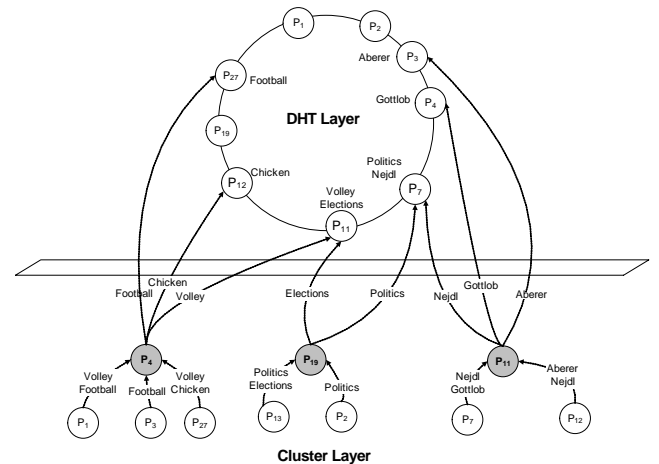 P1
P2
Aberer
P3
P27
Football
Gottlob
P4
DHT Layer
P19
Chicken
P12
Politics
Nejdl
P7
Volley
Elections
P11
Chicken
Football
Volley
Elections
Politics
Nejdl
Gottlob
Aberer
P4
P19
P11
Volley
Football
Football
Volley
Chicken
Politics
Elections
Politics
Nejdl
Gottlob
Aberer
Nejdl
P1
P3
P27
P13
P2
P7
P12
Cluster Layer